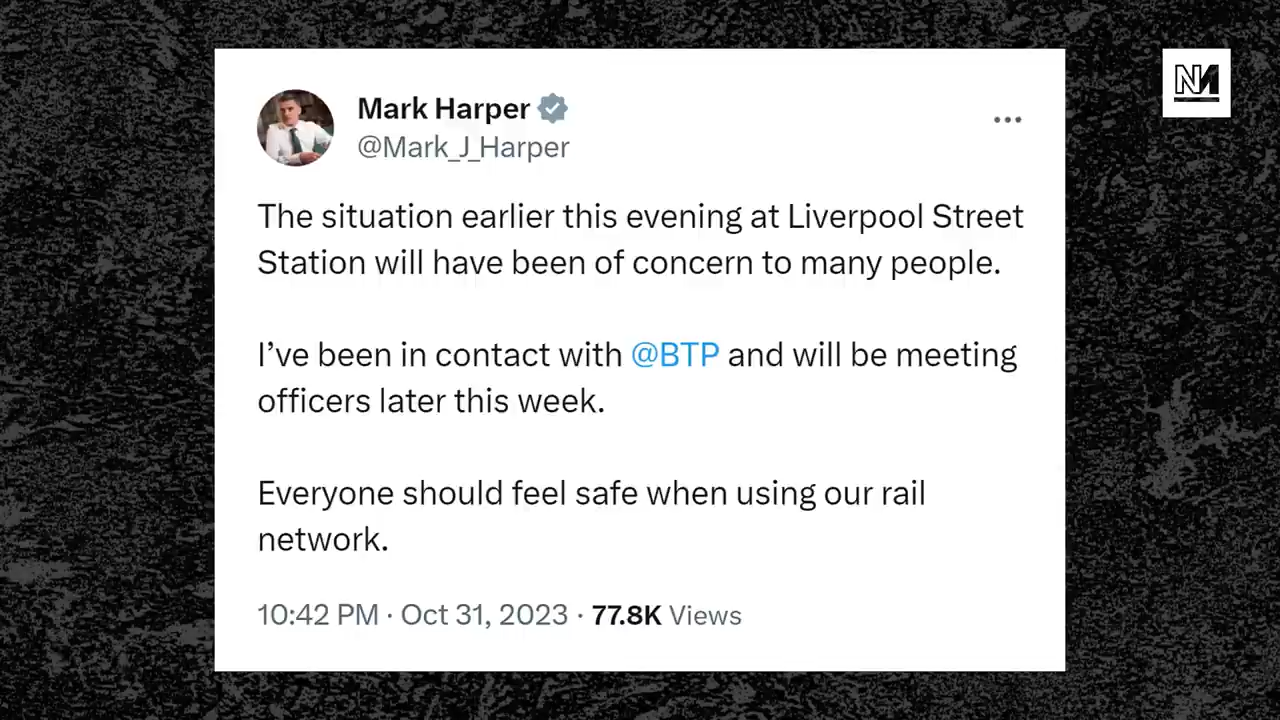 Mark Harper
@Mark_J_Harper
The situation earlier this evening at Liverpool Street
Station will have been of concern to many people.
I’ve been in contact with @BTP and will be meeting
officers later this week.
Everyone should feel safe when using our rail
network.
10:42 PM · Oct 31, 2023 · 77.8K Views
NM